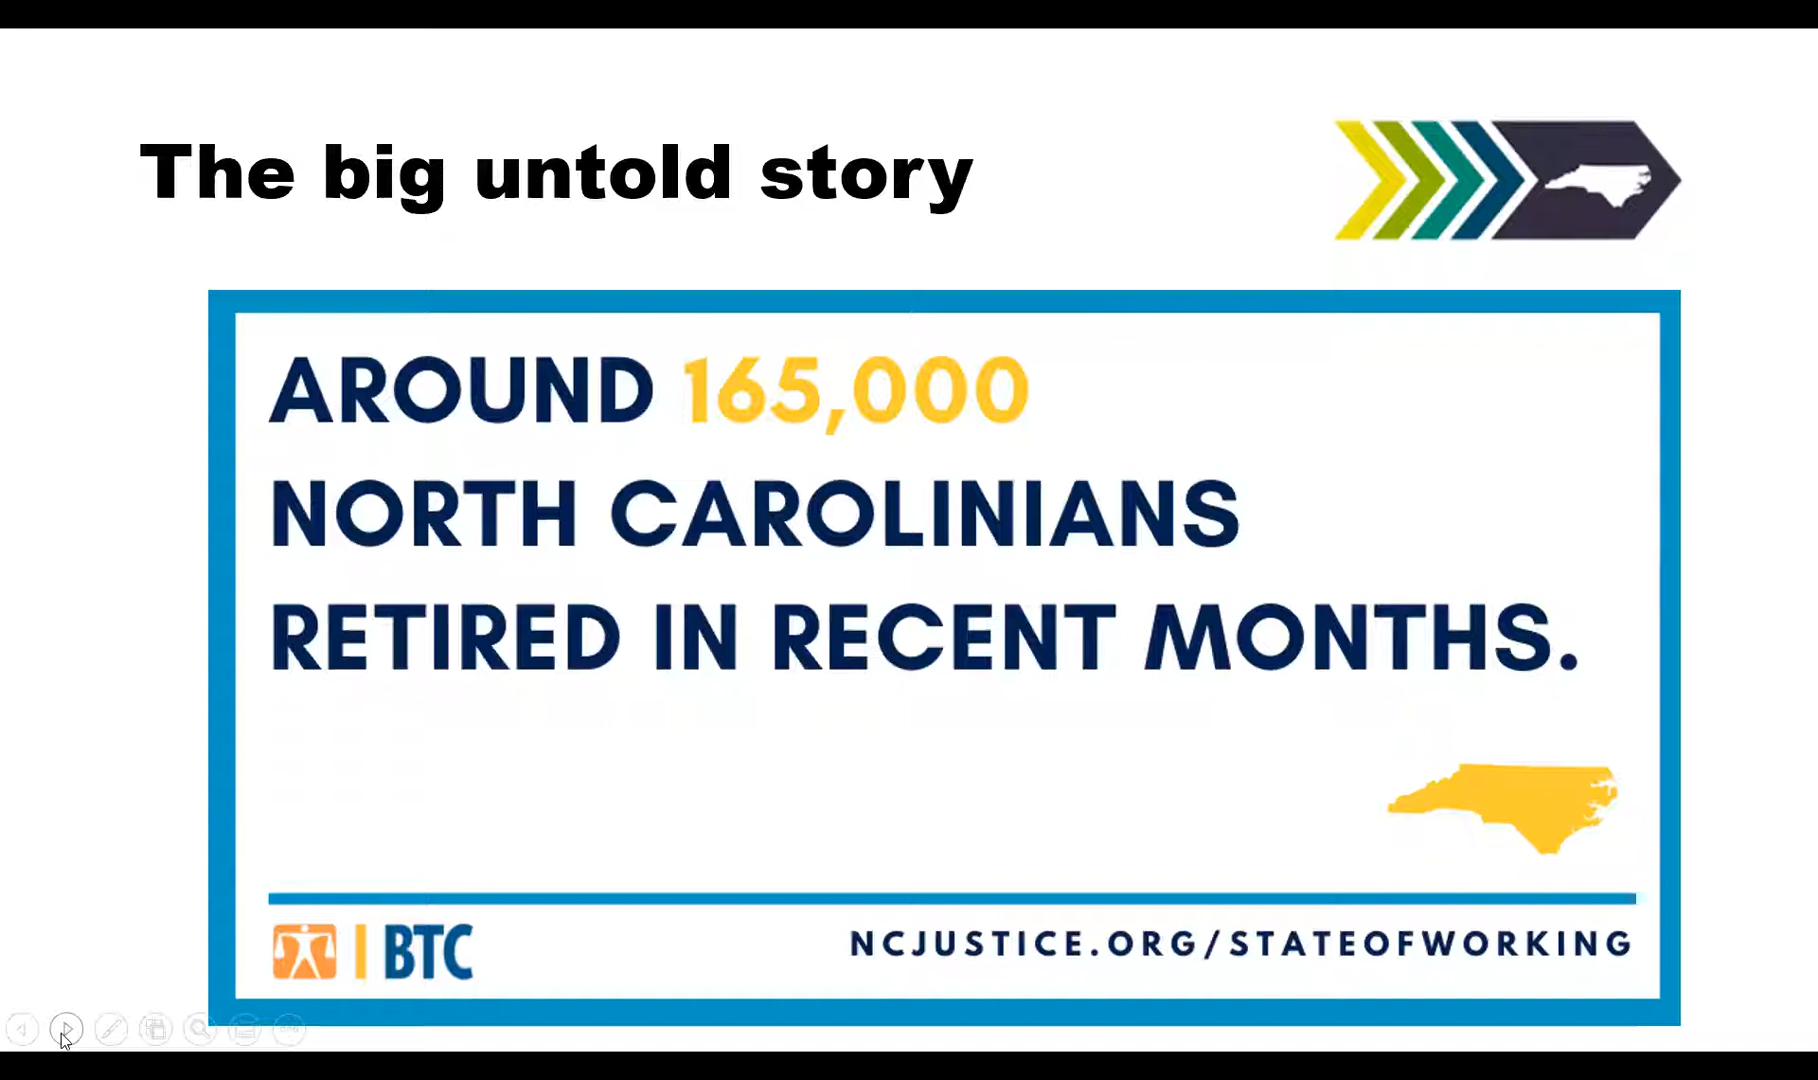 The big untold story
AROUND 165,000
NORTH CAROLINIANS
RETIRED IN RECENT MONTHS.
BTC
NCJUSTICE.ORG/STATEOFWORKING